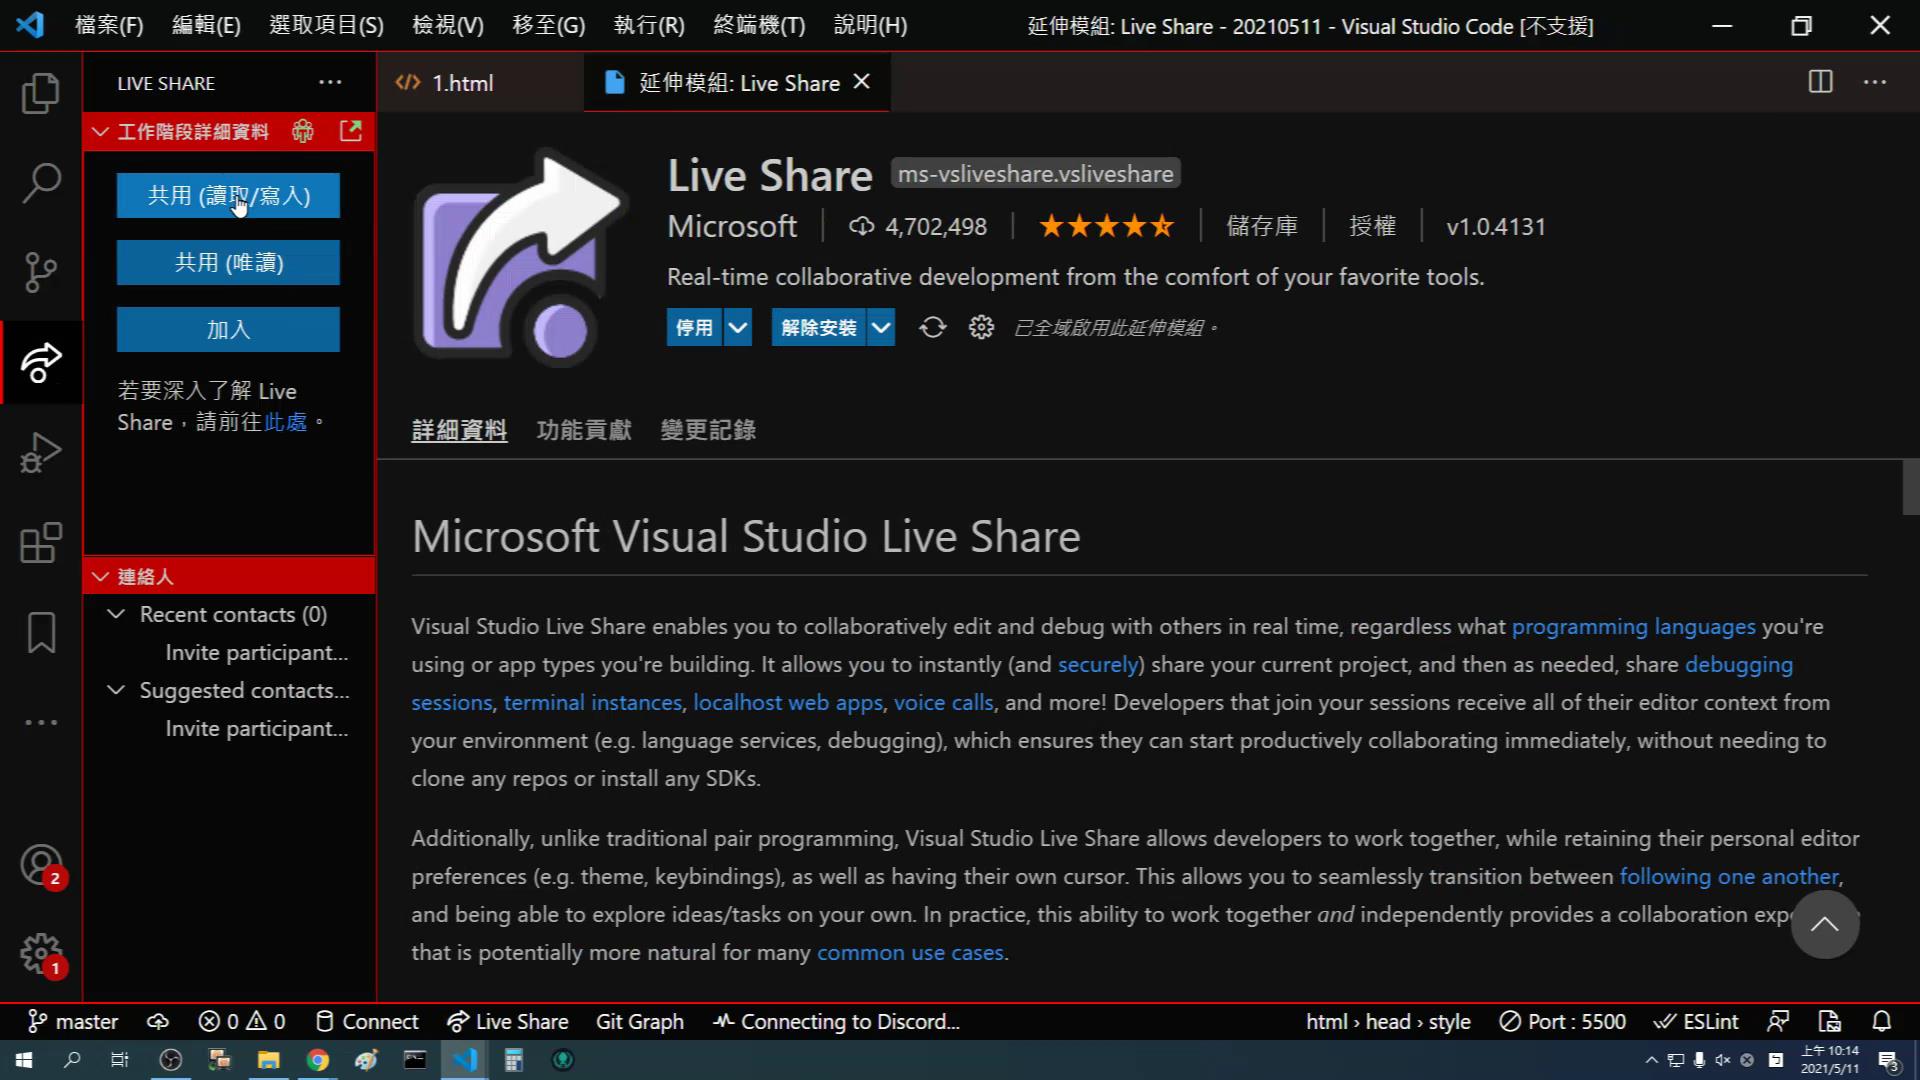 檔案(F) 編輯(E) 選取項目(S) 檢視(V) 移至(G) 執行(R) 終端機(T) 說明(H) 延伸模組: Live Share - 20210511 - Visual Studio Code [不支援]
LIVE SHARE
1.html
延伸模組: Live Share
工作階段詳細資料
共用 (讀取/寫入)
共用 (唯讀)
加入
若要深入了解 Live
Share，請前往此處。
連絡人
Recent contacts (0)
Invite participant...
Suggested contacts...
Invite participant...
2
1
Live Share ms-vsliveshare.vsliveshare
Microsoft 4,702,498 儲存庫 授權 v1.0.4131
Real-time collaborative development from the comfort of your favorite tools.
停用 解除安裝 已全域啟用此延伸模組。
詳細資料 功能貢獻 變更記錄
Microsoft Visual Studio Live Share
Visual Studio Live Share enables you to collaboratively edit and debug with others in real time, regardless what programming languages you're
using or app types you're building. It allows you to instantly (and securely) share your current project, and then as needed, share debugging
sessions, terminal instances, localhost web apps, voice calls, and more! Developers that join your sessions receive all of their editor context from
your environment (e.g. language services, debugging), which ensures they can start productively collaborating immediately, without needing to
clone any repos or install any SDKs.
Additionally, unlike traditional pair programming, Visual Studio Live Share allows developers to work together, while retaining their personal editor
preferences (e.g. theme, keybindings), as well as having their own cursor. This allows you to seamlessly transition between following one another,
and being able to explore ideas/tasks on your own. In practice, this ability to work together and independently provides a collaboration exp
that is potentially more natural for many common use cases.
master 0 0 Connect Live Share Git Graph Connecting to Discord... html › head › style Port : 5500 ESLint
上午 10:14
2021/5/11
3